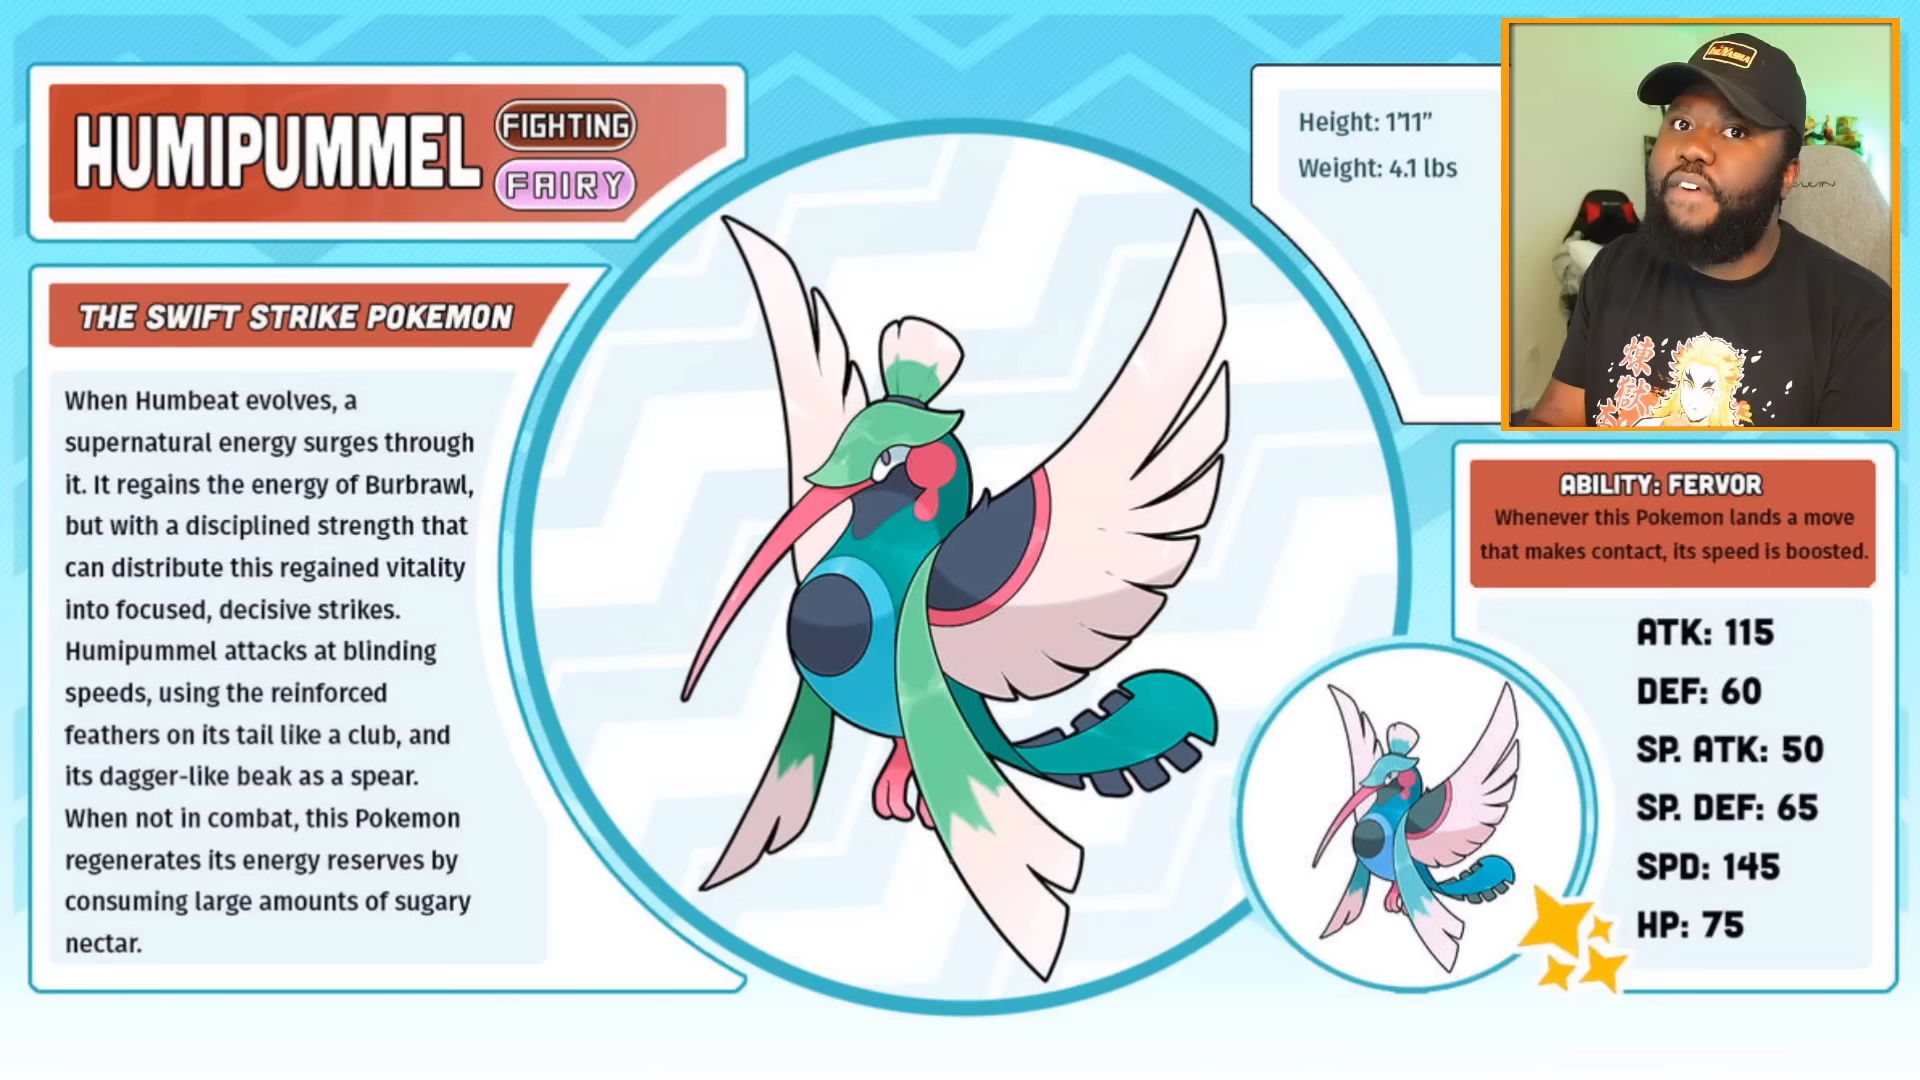 HUMIPUMMEL
FIGHTING
FAIRY
THE SWIFT STRIKE POKEMON
When Humbeat evolves, a
supernatural energy surges through
it. It regains the energy of Burbrawl,
but with a disciplined strength that
can distribute this regained vitality
into focused, decisive strikes.
Humipummel attacks at blinding
speeds, using the reinforced
feathers on its tail like a club, and
its dagger-like beak as a spear.
When not in combat, this Pokemon
regenerates its energy reserves by
consuming large amounts of sugary
nectar.
Height: 1'11"
Weight: 4.1 lbs
煉
獄
ABILITY: FERVOR
Whenever this Pokemon lands a move
that makes contact, its speed is boosted.
ATK: 115
DEF: 60
SP. ATK: 50
SP. DEF: 65
SPD: 145
HP: 75